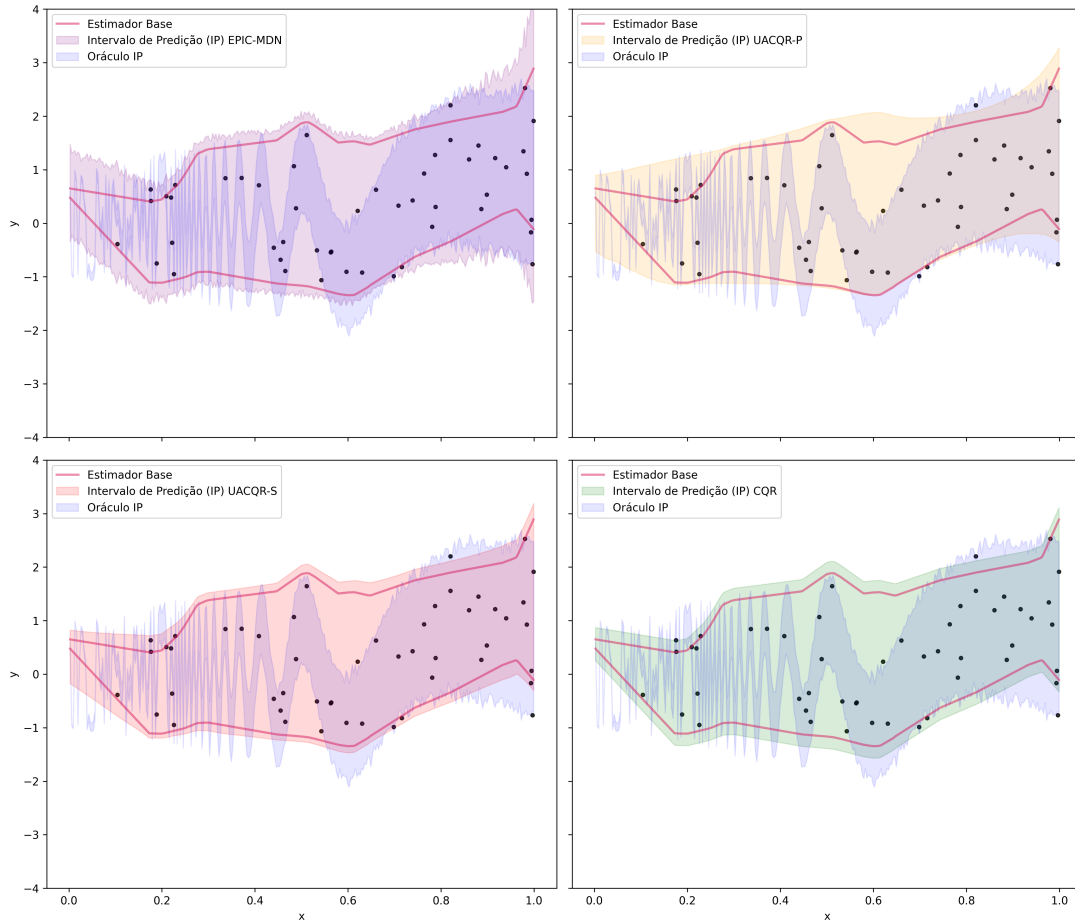 4
3
2
1
0
−1
−2
−3
−4
y
Estimador Base
Intervalo de Predição (IP) EPIC-MDN
Oráculo IP
Estimador Base
Intervalo de Predição (IP) UACQR-P
Oráculo IP
4
3
2
1
0
−1
−2
−3
−4
y
Estimador Base
Intervalo de Predição (IP) UACQR-S
Oráculo IP
0.0 0.2 0.4 0.6 0.8 1.0
x
Estimador Base
Intervalo de Predição (IP) CQR
Oráculo IP
0.0 0.2 0.4 0.6 0.8 1.0
x